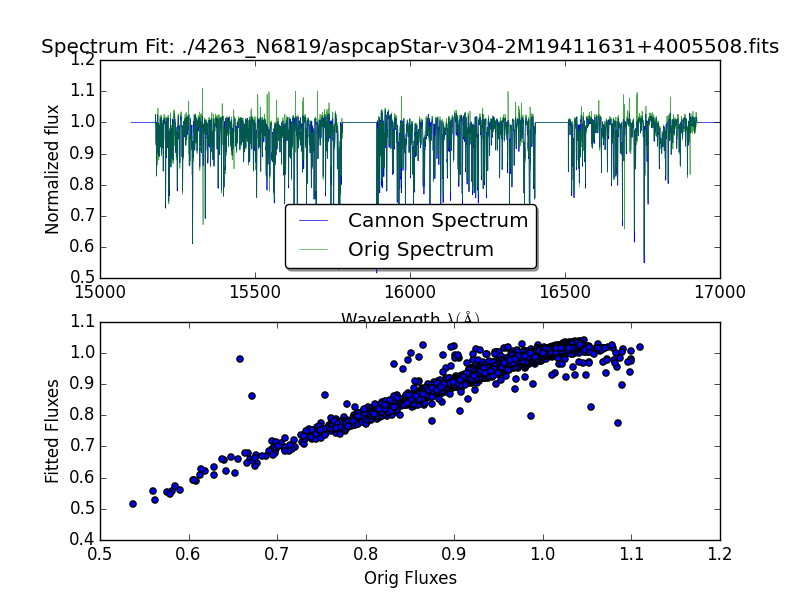 Spectrum Fit: ./4263_N6819/aspcapStar-v304-2M19411631+4005508.fits
1.2
1.1
1.0
0.9
0.8
0.7
0.6
0.5
Normalized flux
Cannon Spectrum
Orig Spectrum
15000 15500 16000 16500 17000
Wavelength λ(Å)
1.1
1.0
0.9
0.8
0.7
0.6
0.5
0.4
Fitted Fluxes
0.5 0.6 0.7 0.8 0.9 1.0 1.1 1.2
Orig Fluxes